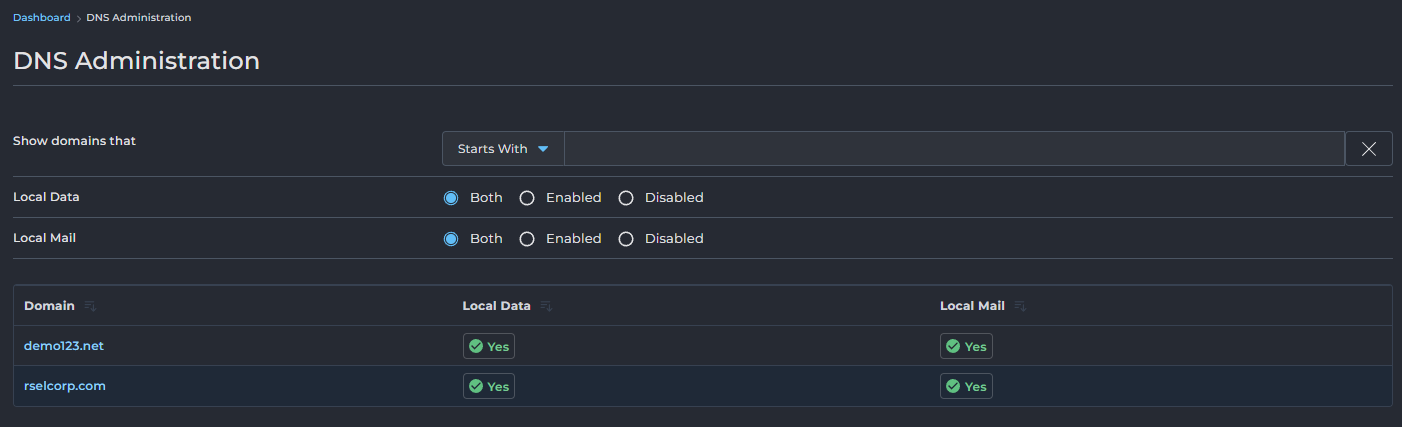 Dashboard > DNS Administration
DNS Administration
Show domains that Starts With
Local Data Both Enabled Disabled
Local Mail Both Enabled Disabled
Domain Local Data Local Mail
demo123.net Yes Yes
rselcorp.com Yes Yes